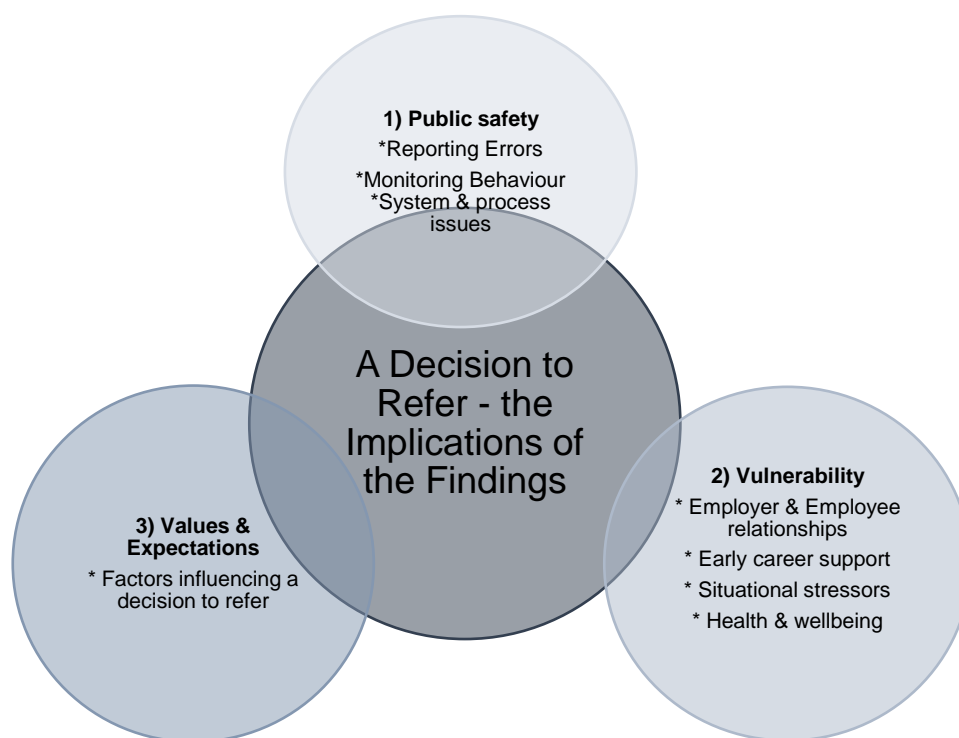 1) Public safety
*Reporting Errors
*Monitoring Behaviour
*System & process
issues
A Decision to
Refer - the
Implications of
the Findings
2) Vulnerability
* Employer & Employee
relationships
* Early career support
* Situational stressors
* Health & wellbeing
3) Values &
Expectations
* Factors influencing a
decision to refer